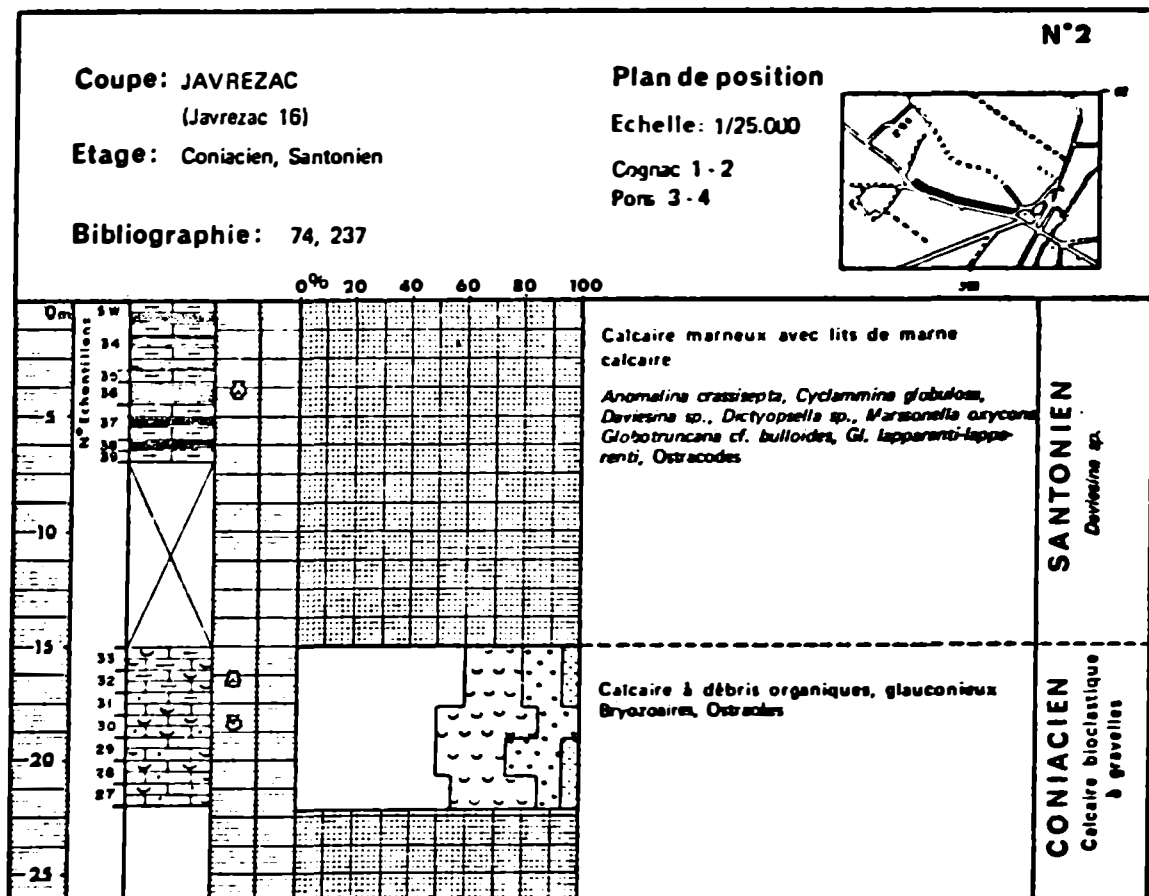 N°2
Coupe: JAVREZAC
(Javrezac 16)
Etage: Coniacien, Santonien
Bibliographie: 74, 237
Plan de position
Echelle: 1/25.000
Cognac 1 - 2
Pons 3 - 4
0% 20 40 60 80 100
0m
5
10
15
20
25
N° Echantillons
34
35
36
37
38
39
33
32
31
30
29
28
27
Calcaire marneux avec lits de marne
calcaire
Anomalina crassisepta, Cyclammina globulosa,
Daviesina sp., Dictyopsella sp., Marssonella oxycona
Globotruncana cf. bulloides, Gl. lapparenti-lappa-
renti, Ostracodes
SANTONIEN
Daviesina sp.
Calcaire à débris organiques, glauconieux
Bryozoaires,
CONIACIEN
Calcaire bioclastique
à gravelles